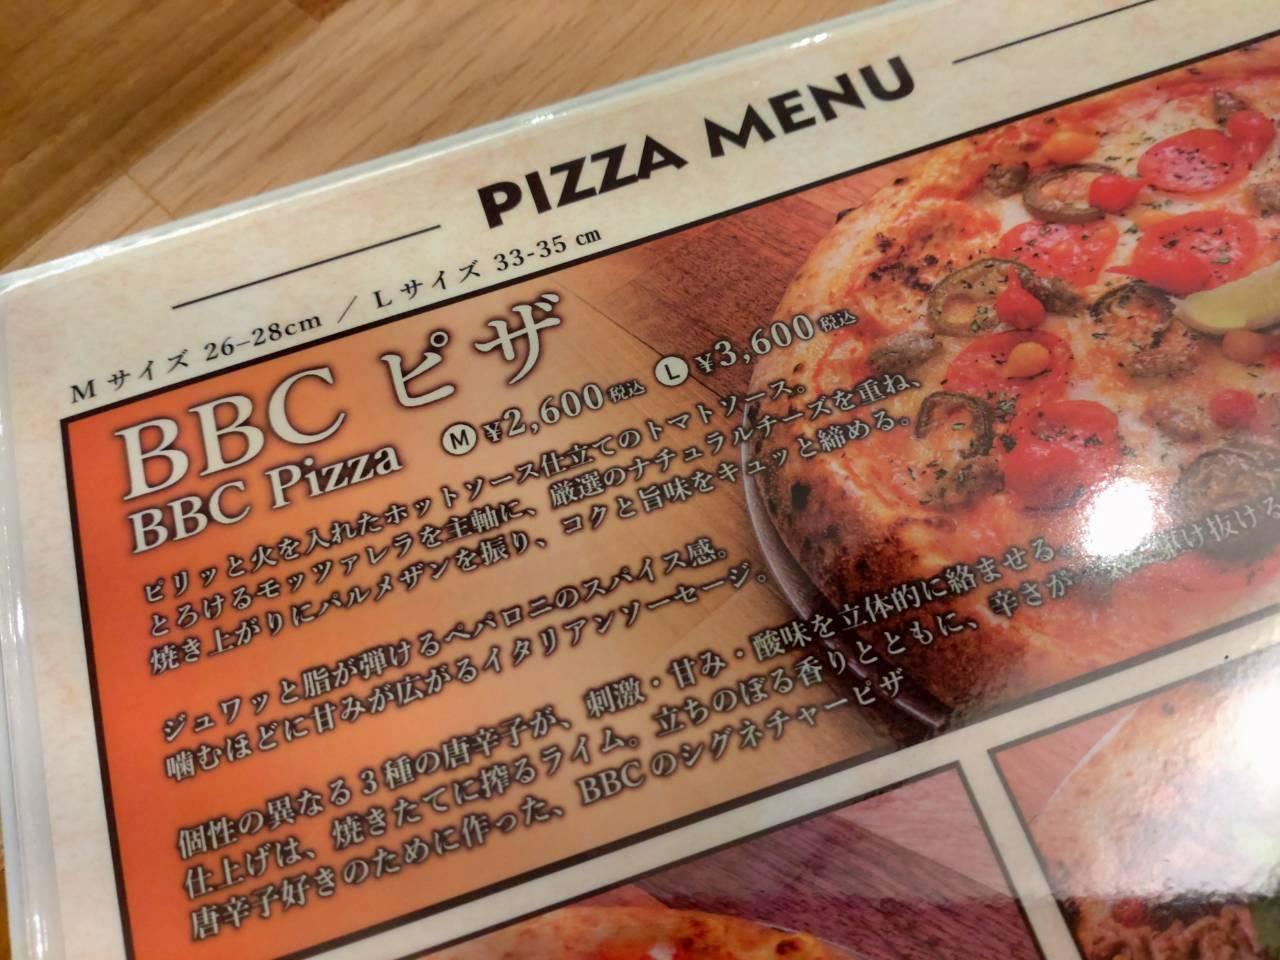 PIZZA MENU
M サイズ 26–28cm / L サイズ 33-35 ㎝
BBC ピザ
BBC Pizza
Ⓜ ¥2,600 税込 Ⓛ ¥3,600 税込
ピリッと火を入れたホットソース仕立てのトマトソース。
とろけるモッツァレラを主軸に、厳選のナチュラルチーズを重ね、
焼き上がりにパルメザンを振り、コクと旨味をキュッと締める。
ジュワッと脂が弾けるペパロニのスパイス感。
噛むほどに甘みが広がるイタリアンソーセージ。
個性の異なる3種の唐辛子が、刺激・甘み・酸味を立体的に絡ませる。
仕上げは、焼きたてに搾るライム。立ちのぼる香りとともに、辛さが 駆け抜ける
唐辛子好きのために作った、BBC のシグネチャーピザ